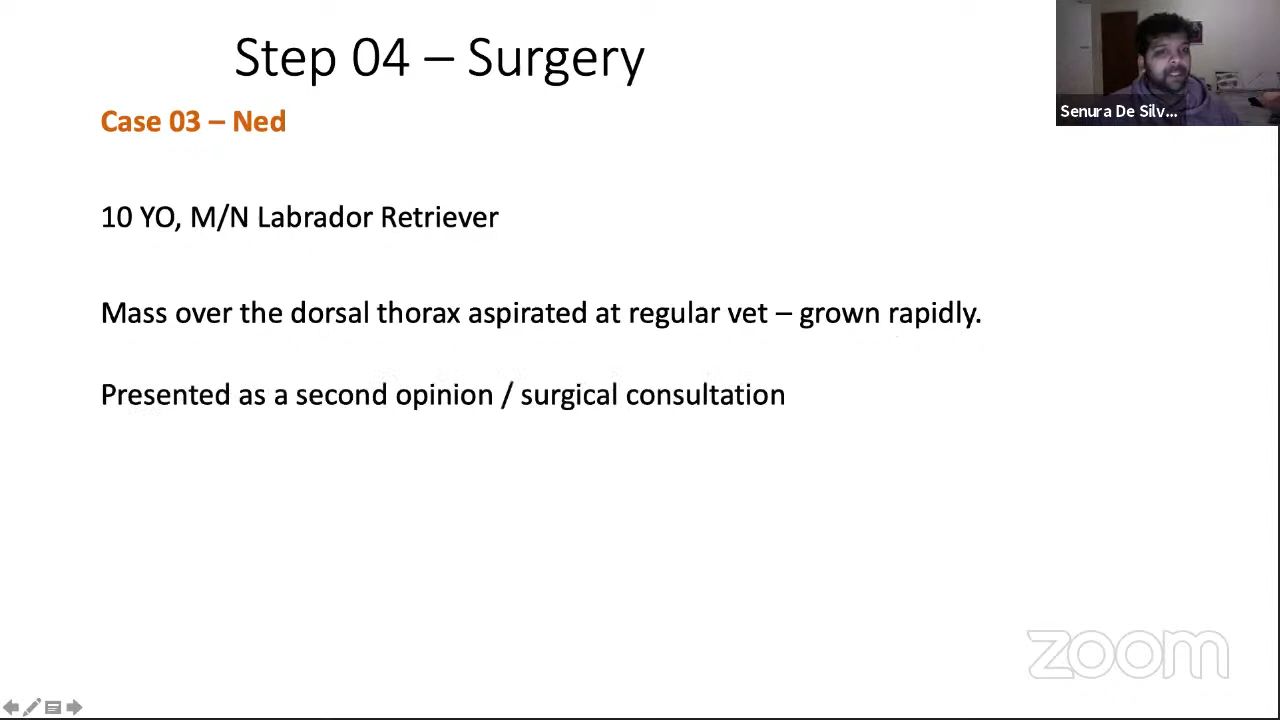 Step 04 – Surgery
Case 03 – Ned
10 YO, M/N Labrador Retriever
Mass over the dorsal thorax aspirated at regular vet – grown rapidly.
Presented as a second opinion / surgical consultation
Senura De Silv...
zoom